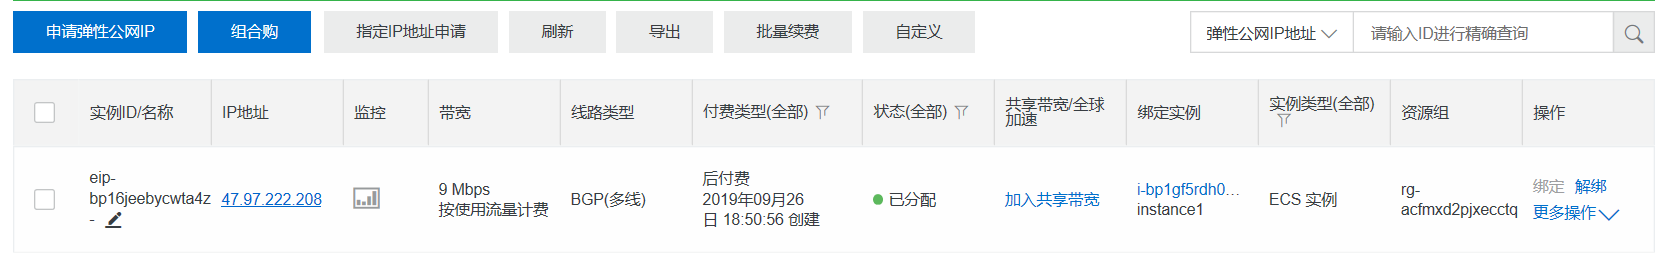 申请弹性公网IP 组合购 指定IP地址申请 刷新 导出 批量续费 自定义 弹性公网IP地址 请输入ID进行精确查询
实例ID/名称 IP地址 监控 带宽 线路类型 付费类型(全部) 状态(全部) 共享带宽/全球加速 绑定实例 实例类型(全部) 资源组 操作
eip-
bp16jeebycwta4z
-
47.97.222.208
9 Mbps
按使用流量计费
BGP(多线)
后付费
2019年09月26
日 18:50:56 创建
已分配
加入共享带宽
i-bp1gf5rdh0...
instance1
ECS 实例
rg-
acfmxd2pjxecctq
绑定 解绑
更多操作